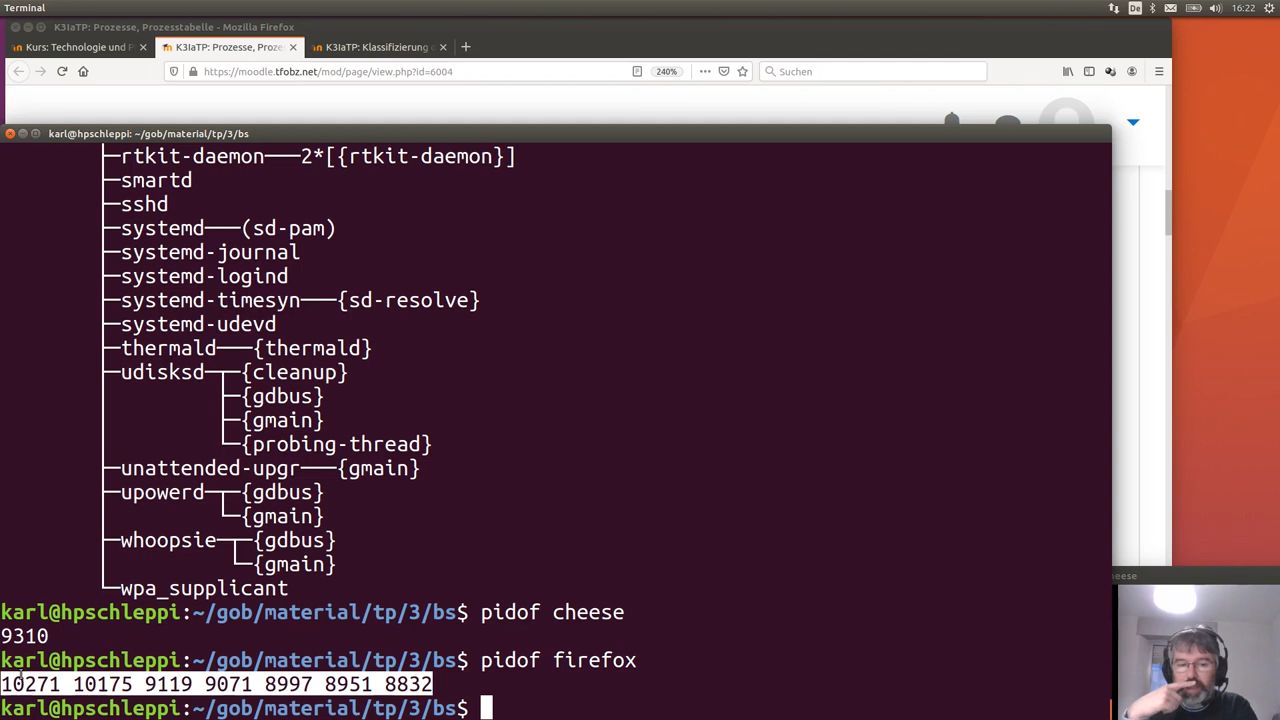 Terminal
De
16:22
K3IaTP: Prozesse, Prozesstabelle - Mozilla Firefox
Kurs: Technologie und P
K3IaTP: Prozesse, Proze
K3IaTP: Klassifizierung
https://moodle.tfobz.net/mod/page/view.php?id=6004
240%
Suchen
karl@hpschleppi: ~/gob/material/tp/3/bs
├─rtkit-daemon───2*[{rtkit-daemon}]
├─smartd
├─sshd
├─systemd───(sd-pam)
├─systemd-journal
├─systemd-logind
├─systemd-timesyn───{sd-resolve}
├─systemd-udevd
├─thermald───{thermald}
├─udisksd─┬─{cleanup}
├─{gdbus}
├─{gmain}
└─{probing-thread}
├─unattended-upgr───{gmain}
├─upowerd─┬─{gdbus}
└─{gmain}
├─whoopsie─┬─{gdbus}
└─{gmain}
└─wpa_supplicant
karl@hpschleppi:~/gob/material/tp/3/bs$ pidof cheese
9310
karl@hpschleppi:~/gob/material/tp/3/bs$ pidof firefox
10271 10175 9119 9071 8997 8951 8832
karl@hpschleppi:~/gob/material/tp/3/bs$
eese